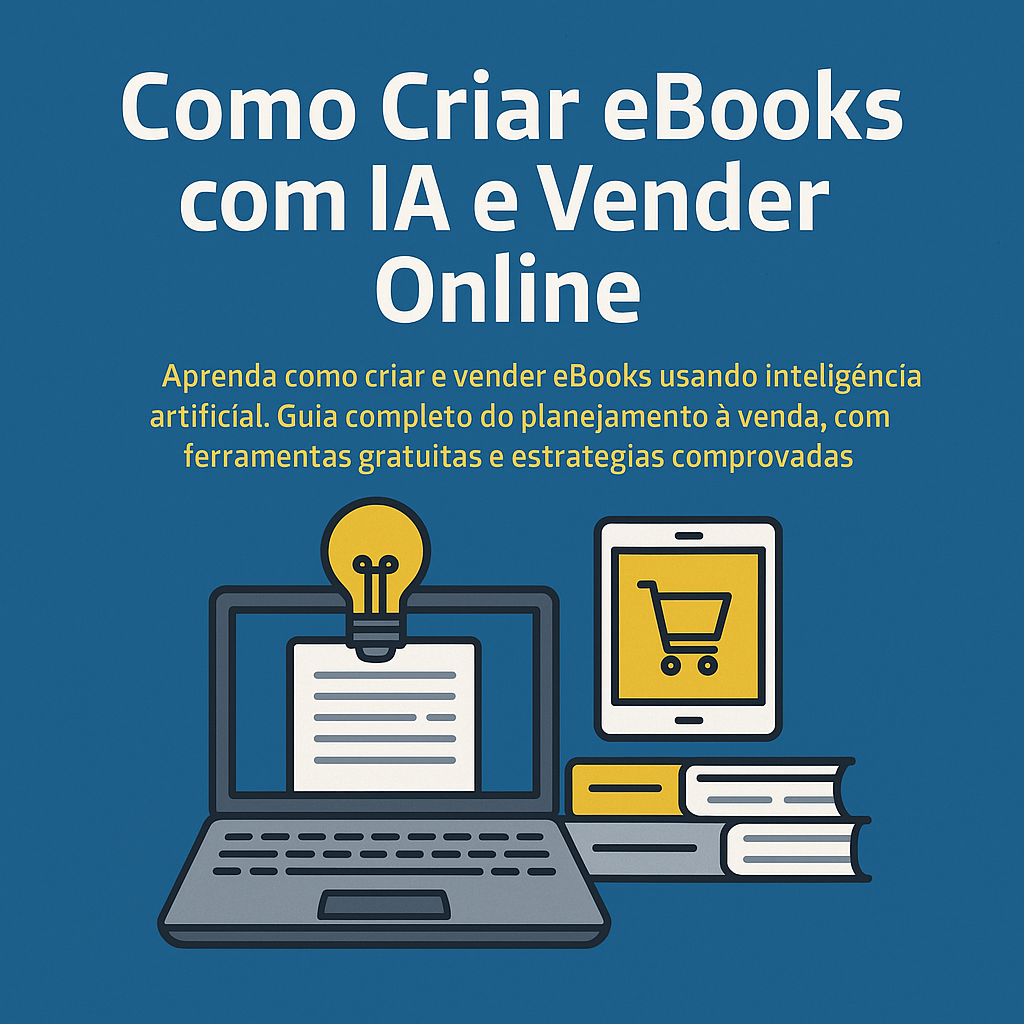 Como Criar eBooks
com IA e Vender
Online
Aprenda como criar e vender eBooks usando inteligéncía
artificíal. Guia completo do planejamento à venda, com
ferramentas gratuitas e estrategias comprovadas